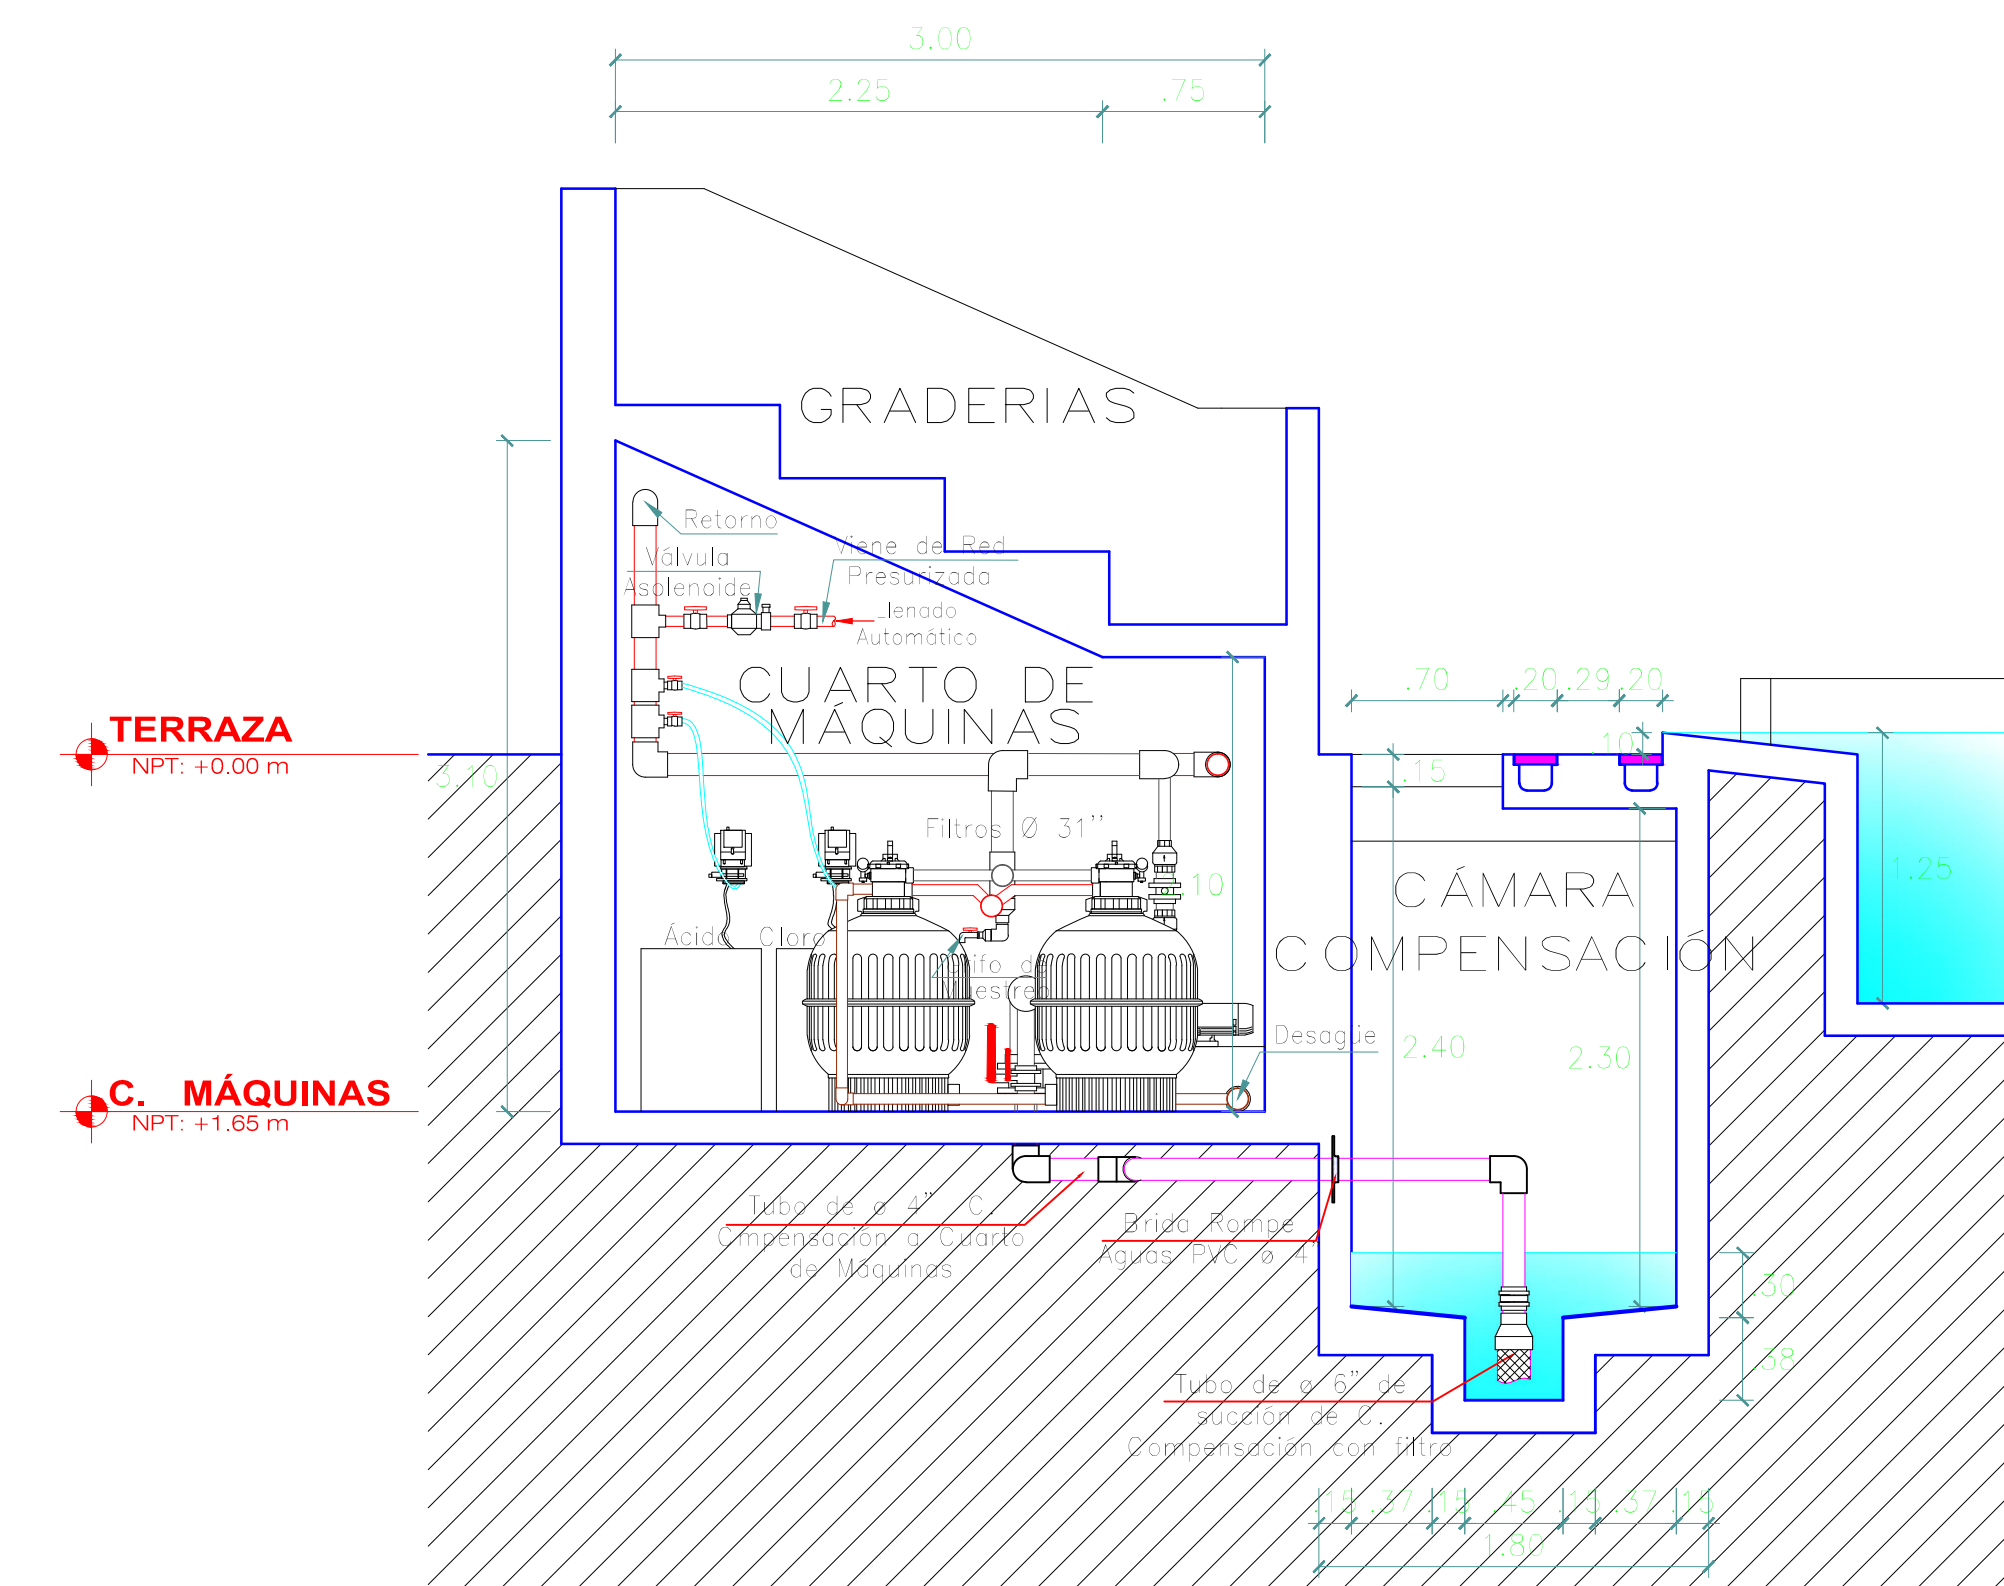 3.00
2.25
.75
GRADERIAS
Retorno
Válvula
Asolenoide
Viene de Red
Presurizada
Automático
CUARTO DE
MÁQUINAS
.70
.20
.29
.20
.10
.15
TERRAZA
NPT: +0.00 m
3.10
Filtros Ø 31''
.10
1.25
CÁMARA
COMPENSACIÓN
Ácido
Cloro
Muestreo
Desagüe
2.40
2.30
C. MÁQUINAS
NPT: +1.65 m
Tubo de ø 4" C.
Cmpensación a Cuarto
de Máquinas
Brida Rompe
Aguas PVC ø 4"
.30
.38
Tubo de ø 6" de
succión de C.
Compensación con filtro
.15
.37
.15
.45
.15
.37
.15
1.80